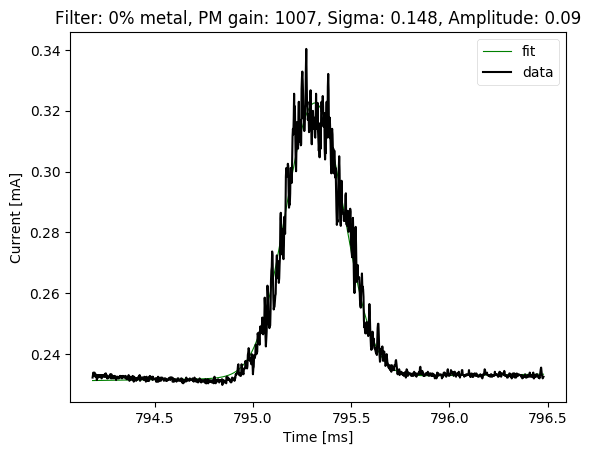 Filter: 0% metal, PM gain: 1007, Sigma: 0.148, Amplitude: 0.09
fit
data
0.34
0.32
0.30
0.28
0.26
0.24
Current [mA]
794.5 795.0 795.5 796.0 796.5
Time [ms]